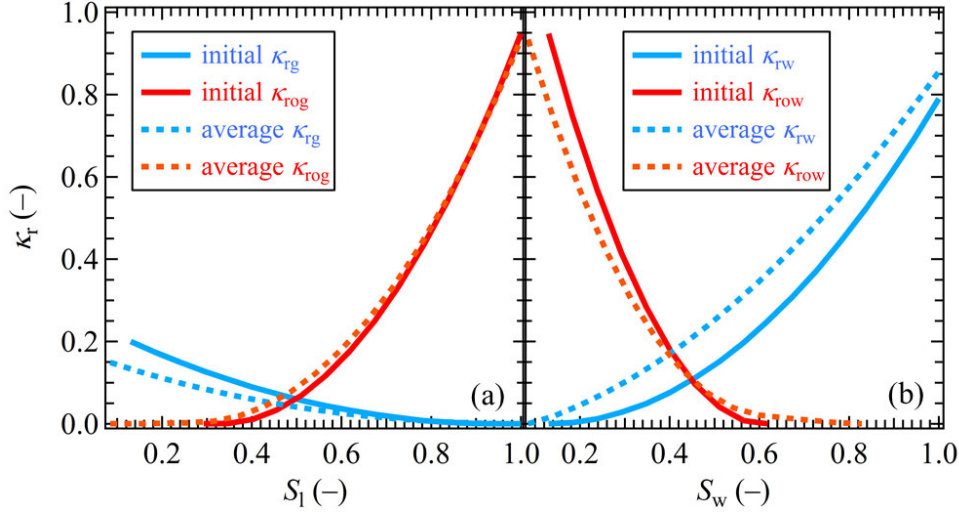 1.0
0.8
0.6
0.4
0.2
0.0
κr (–)
initial κrg
initial κrog
average κrg
average κrog
(a)
0.2 0.4 0.6 0.8 1.0
Sl (–)
initial κrw
initial κrow
average κrw
average κrow
(b)
0.2 0.4 0.6 0.8 1.0
Sw (–)